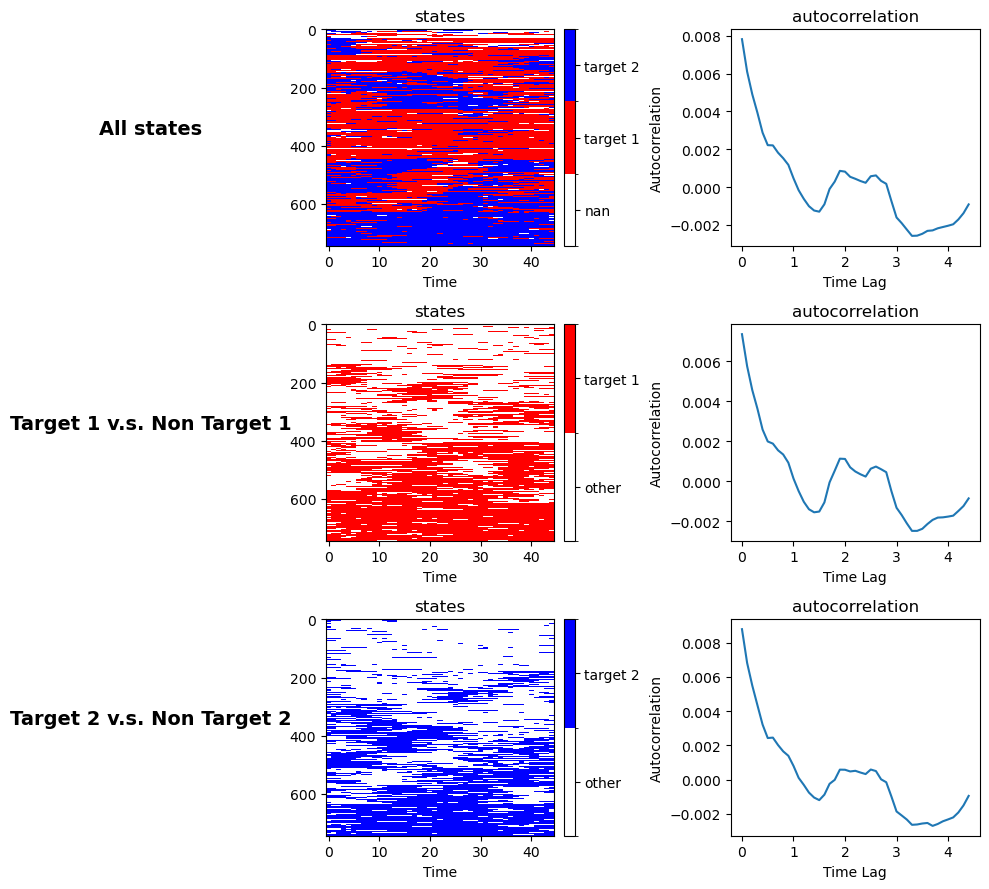 states
autocorrelation
All states
0
200
400
600
0
10
20
30
40
Time
target 2
target 1
nan
Autocorrelation
0.008
0.006
0.004
0.002
0.000
−0.002
0
1
2
3
4
Time Lag
states
autocorrelation
Target 1 v.s. Non Target 1
0
200
400
600
0
10
20
30
40
Time
target 1
other
Autocorrelation
0.006
0.004
0.002
0.000
−0.002
0
1
2
3
4
Time Lag
states
autocorrelation
Target 2 v.s. Non Target 2
0
200
400
600
0
10
20
30
40
Time
target 2
other
Autocorrelation
0.008
0.006
0.004
0.002
0.000
−0.002
0
1
2
3
4
Time Lag